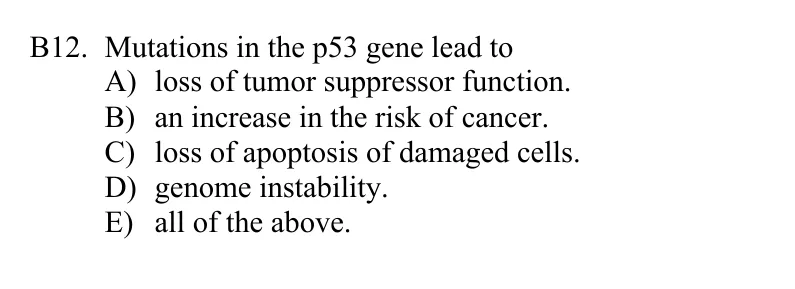 B12. Mutations in the p53 gene lead to
A) loss of tumor suppressor function.
B) an increase in the risk of cancer.
C) loss of apoptosis of damaged cells.
D) genome instability.
E) all of the above.